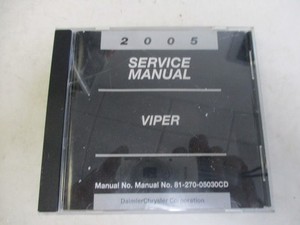 2005
SERVICE
MANUAL
VIPER
Manual No. Manual No. 81-270-05030CD
DaimlerChrysler Corporation